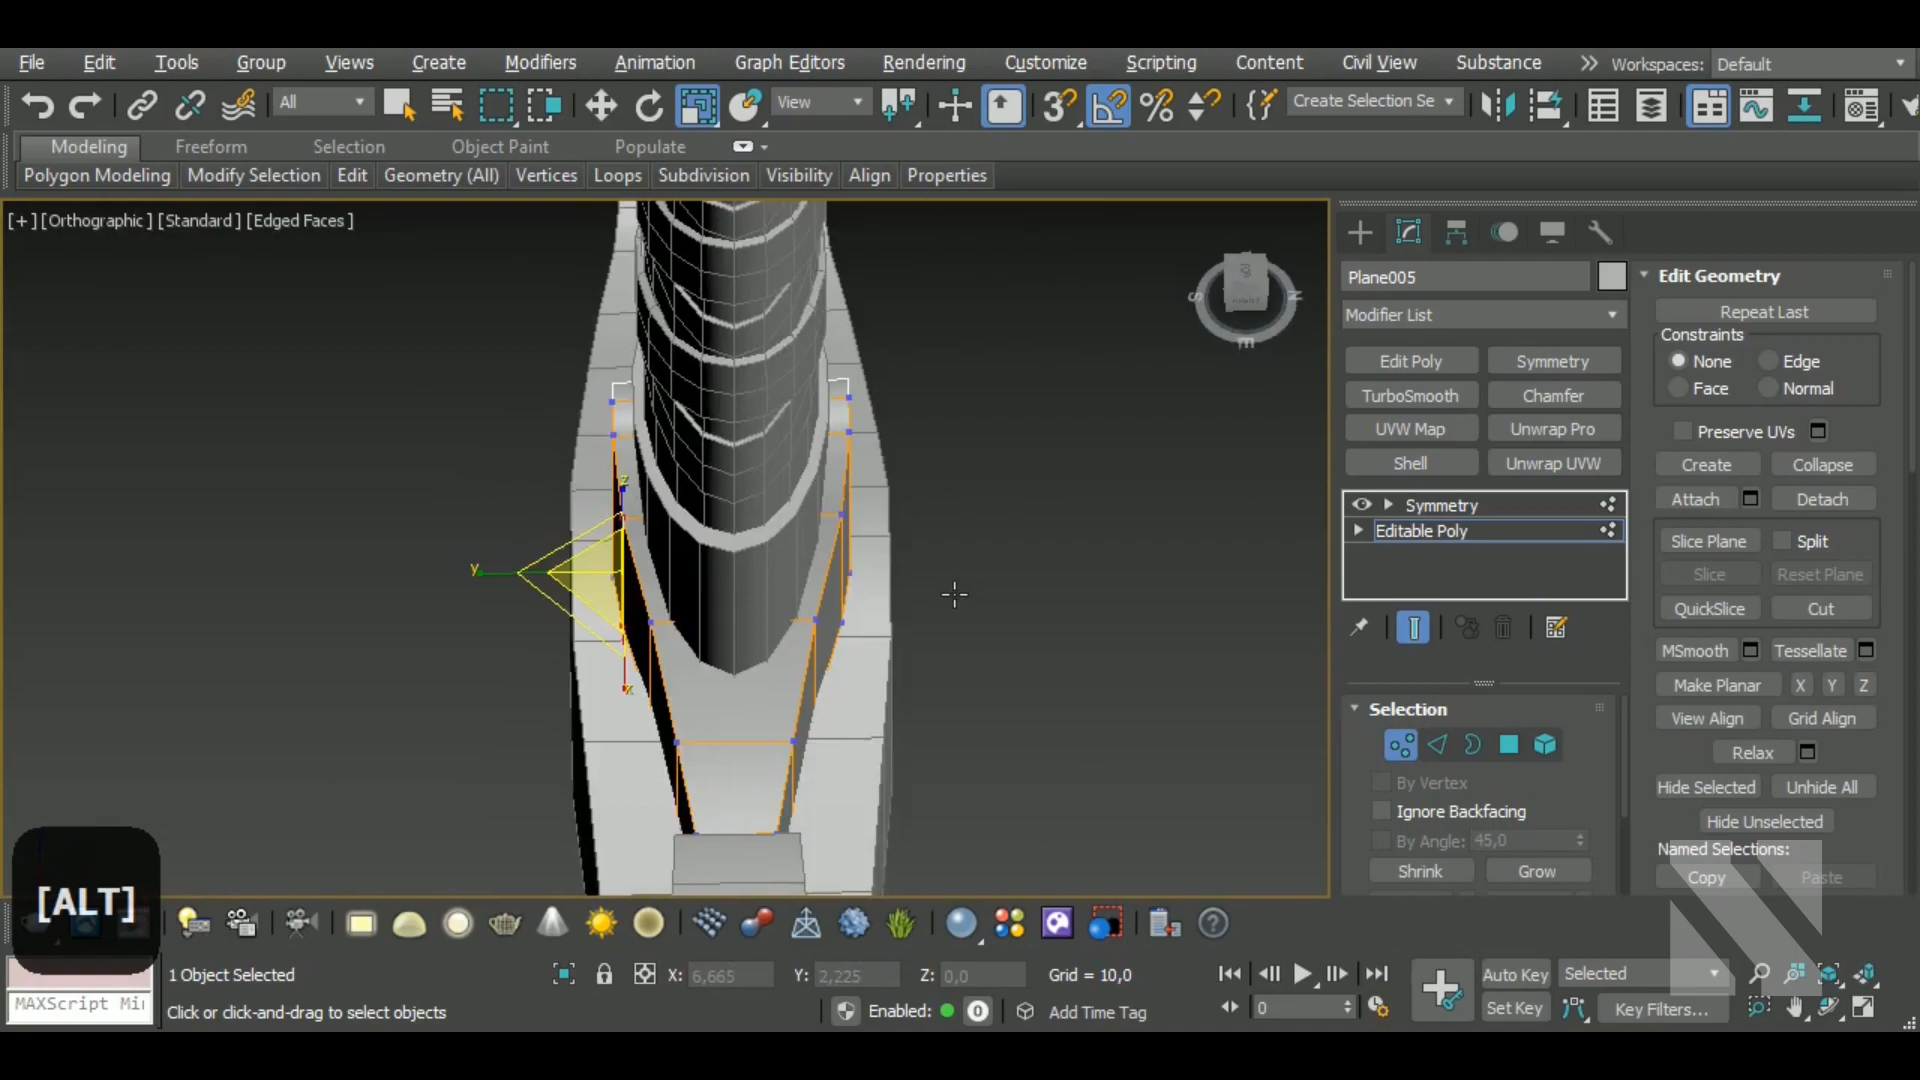 File Edit Tools Group Views Create Modifiers Animation Graph Editors Rendering Customize Scripting Content Civil View Substance Workspaces: Default
All View Create Selection Se
Modeling Freeform Selection Object Paint Populate
Polygon Modeling Modify Selection Edit Geometry (All) Vertices Loops Subdivision Visibility Align Properties
[+] [Orthographic] [Standard] [Edged Faces]
Plane005
Modifier List
Edit Poly Symmetry
TurboSmooth Chamfer
UVW Map Unwrap Pro
Shell Unwrap UVW
Symmetry
Editable Poly
Selection
By Vertex
Ignore Backfacing
By Angle: 45,0
Shrink Grow
Edit Geometry
Repeat Last
Constraints
None Edge
Face Normal
Preserve UVs
Create Collapse
Attach Detach
Slice Plane Split
Slice Reset Plane
QuickSlice Cut
MSmooth Tessellate
Make Planar X Y Z
View Align Grid Align
Relax
Hide Selected Unhide All
Hide Unselected
Named Selections:
Copy Paste
z
y
x
[ALT]
1 Object Selected X: 6,665 Y: 2,225 Z: 0,0 Grid = 10,0 Auto Key Selected
MAXScript Mi Click or click-and-drag to select objects Enabled: 0 Add Time Tag 0 Set Key Key Filters...